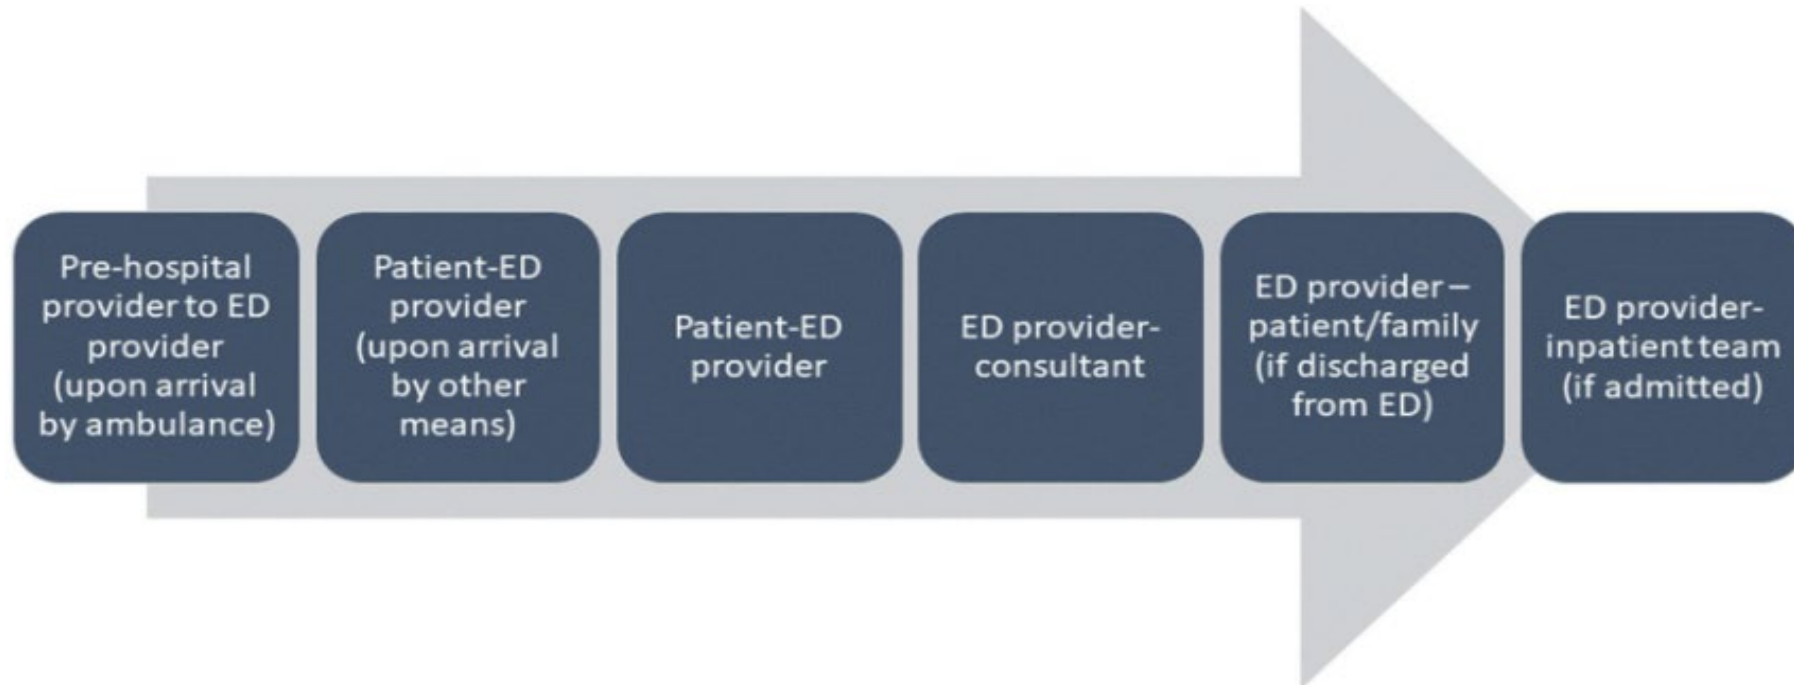 Pre-hospital
provider to ED
provider
(upon arrival
by ambulance)
Patient-ED
provider
(upon arrival
by other
means)
Patient-ED
provider
ED provider-
consultant
ED provider –
patient/family
(if discharged
from ED)
ED provider-
inpatient team
(if admitted)